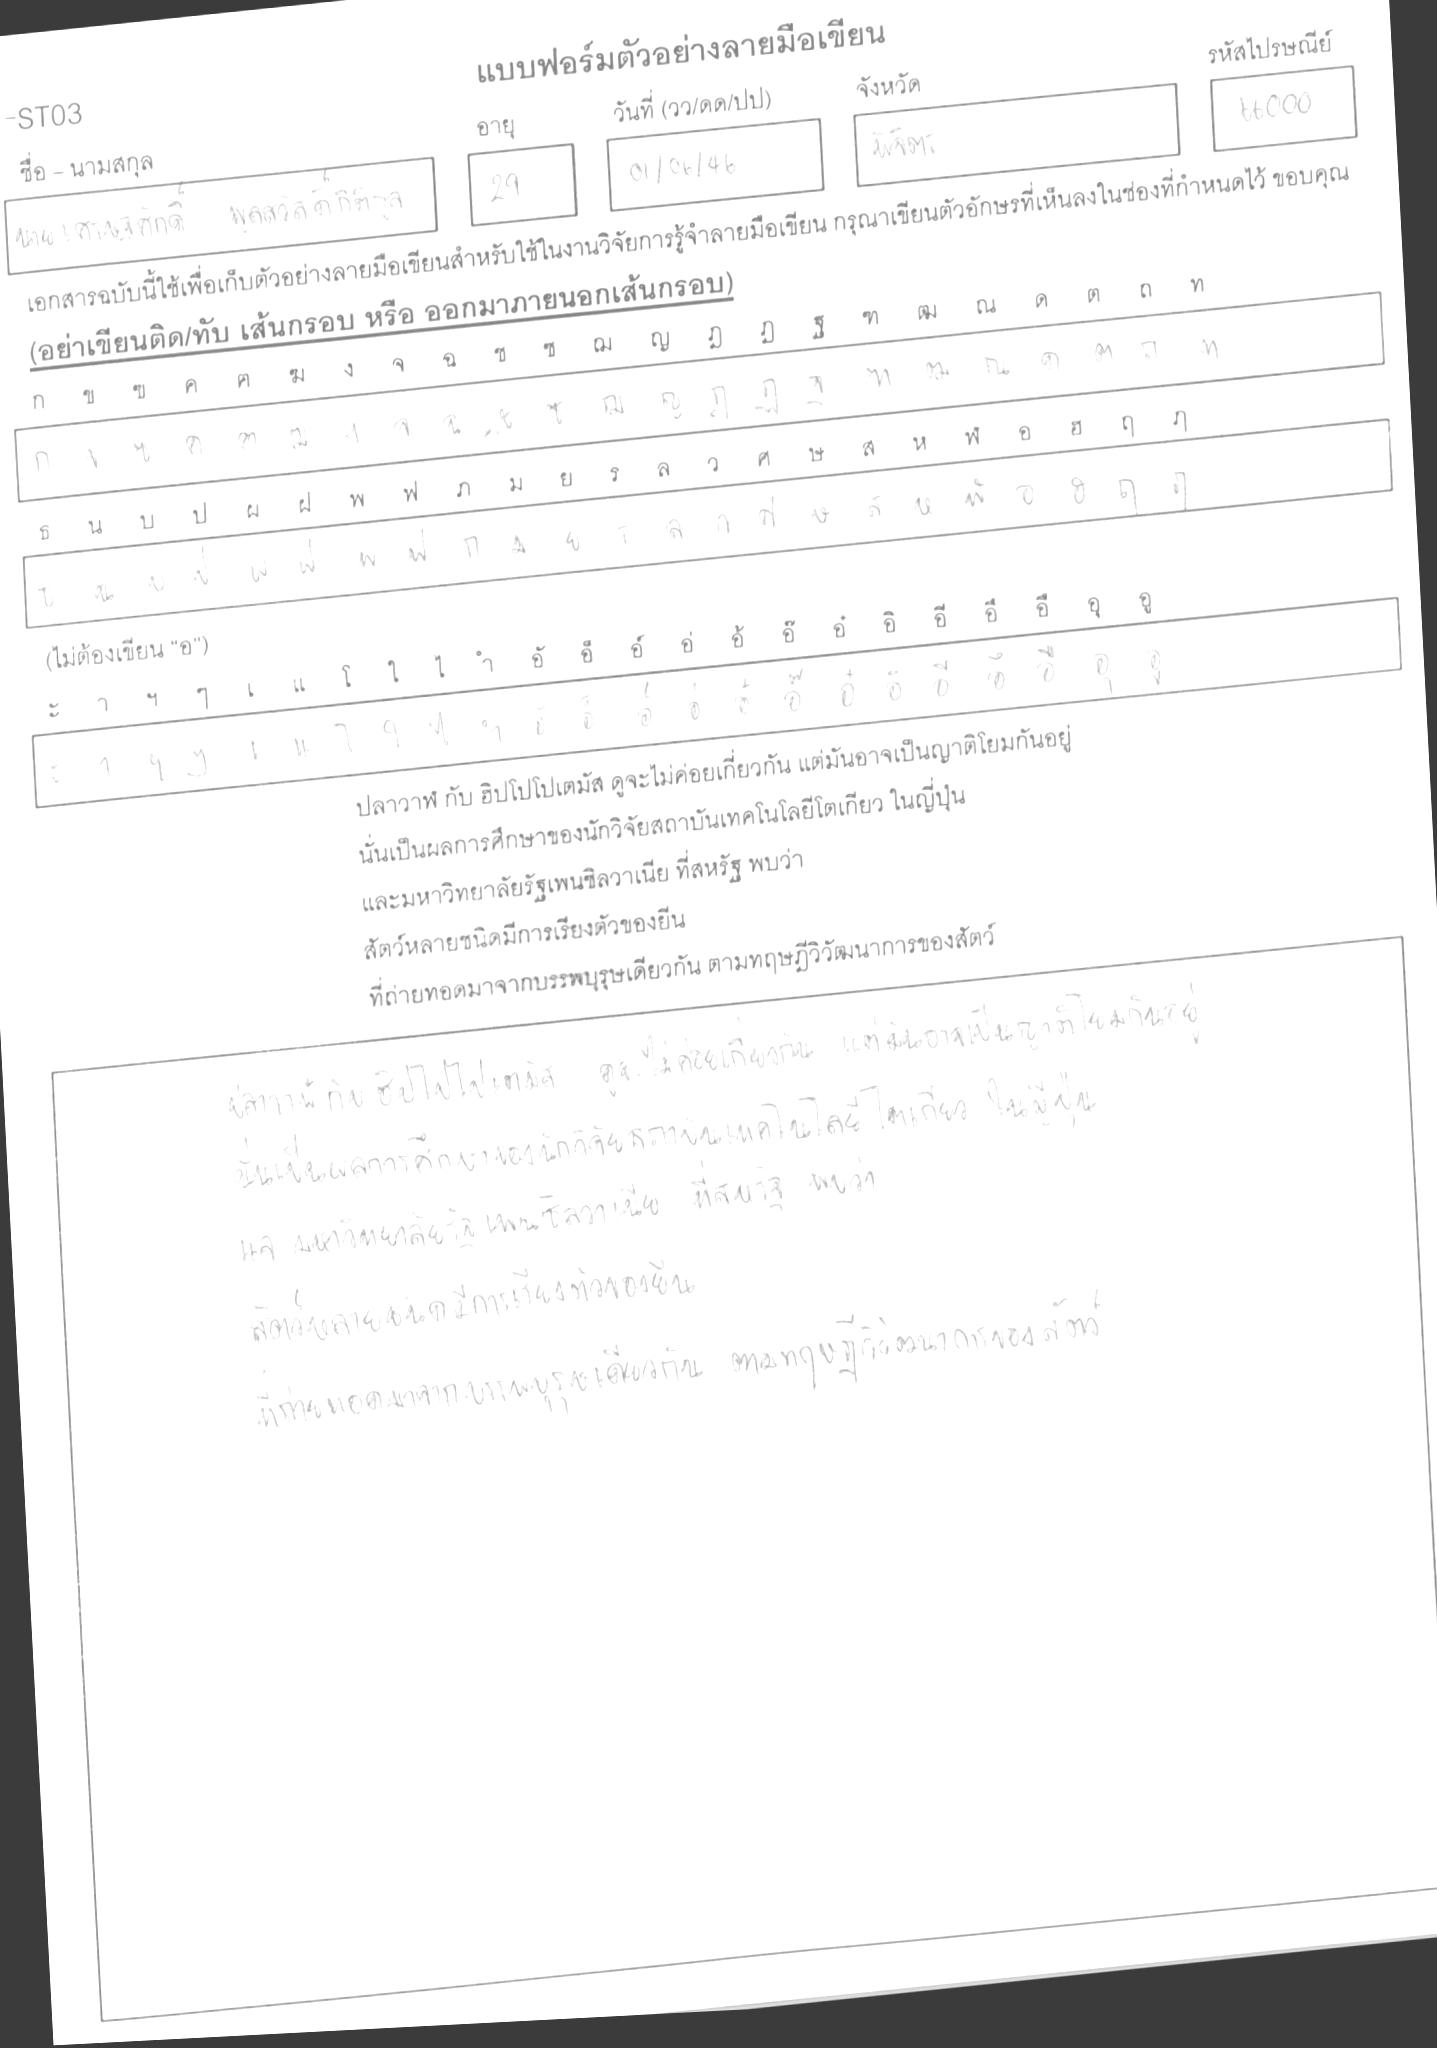 แบบฟอร์มตัวอย่างลายมือเขียน
-ST03
ชื่อ - นามสกุล อายุ วันที่ (วว/ดด/ปป) จังหวัด รหัสไปรษณีย์
นาย 29 01/06/46 พิจิตร 66000
เอกสารฉบับนี้ใช้เพื่อเก็บตัวอย่างลายมือเขียนสำหรับใช้ในงานวิจัยการรู้จำลายมือเขียน กรุณาเขียนตัวอักษรที่เห็นลงในช่องที่กำหนดไว้ ขอบคุณ
(อย่าเขียนติด/ทับ เส้นกรอบ หรือ ออกมาภายนอกเส้นกรอบ)
ก ข ฃ ค ฅ ฆ ง จ ฉ ช ซ ฌ ญ ฎ ฏ ฐ ฑ ฒ ณ ด ต ถ ท
ก ข ฃ ค ฅ ฆ ง จ ฉ ช ซ ฌ ญ ฎ ฏ ฐ ฑ ฒ ณ ด ต ถ ท
ธ น บ ป ผ ฝ พ ฟ ภ ม ย ร ล ว ศ ษ ส ห ฬ อ ฮ ฤ ฦ
ธ น บ ป ผ ฝ พ ฟ ภ ม ย ร ล ว ศ ษ ส ห ฬ อ ฮ ฤ ฦ
(ไม่ต้องเขียน "อ")
ะ า ฯ ๆ เ แ โ ใ ไ ำ อั อ็ อ์ อ่ อ้ อ๊ อ๋ อิ อี อึ อื อุ อู
ะ า ฯ ๆ เ แ โ ใ ไ ำ อั อ็ อ์ อ่ อ้ อ๊ อ๋ อิ อี อึ อื อุ อู
ปลาวาฬ กับ ฮิปโปโปเตมัส ดูจะไม่ค่อยเกี่ยวกัน แต่มันอาจเป็นญาติโยมกันอยู่
นั่นเป็นผลการศึกษาของนักวิจัยสถาบันเทคโนโลยีโตเกียว ในญี่ปุ่น
และมหาวิทยาลัยรัฐเพนซิลวาเนีย ที่สหรัฐ พบว่า
สัตว์หลายชนิดมีการเรียงตัวของยีน
ที่ถ่ายทอดมาจากบรรพบุรุษเดียวกัน ตามทฤษฎีวิวัฒนาการของสัตว์
ปลาวาฬ กับ ฮิปโปโปเตมัส ดูจะไม่ค่อยเกี่ยวกัน แต่มันอาจเป็นญาติโยมกันอยู่
นั่นเป็นผลการศึกษาของนักวิจัยสถาบันเทคโนโลยีโตเกียว ในญี่ปุ่น
แล มหาวิทยาลัยรัฐเพนซิลวาเนีย ที่สหรัฐ พบว่า
สัตว์หลายชนิดมีการเรียงตัวของยีน
ที่ถ่ายทอดมาจากบรรพบุรุษเดียวกัน ตามทฤษฎีวิวัฒนาการของสัตว์